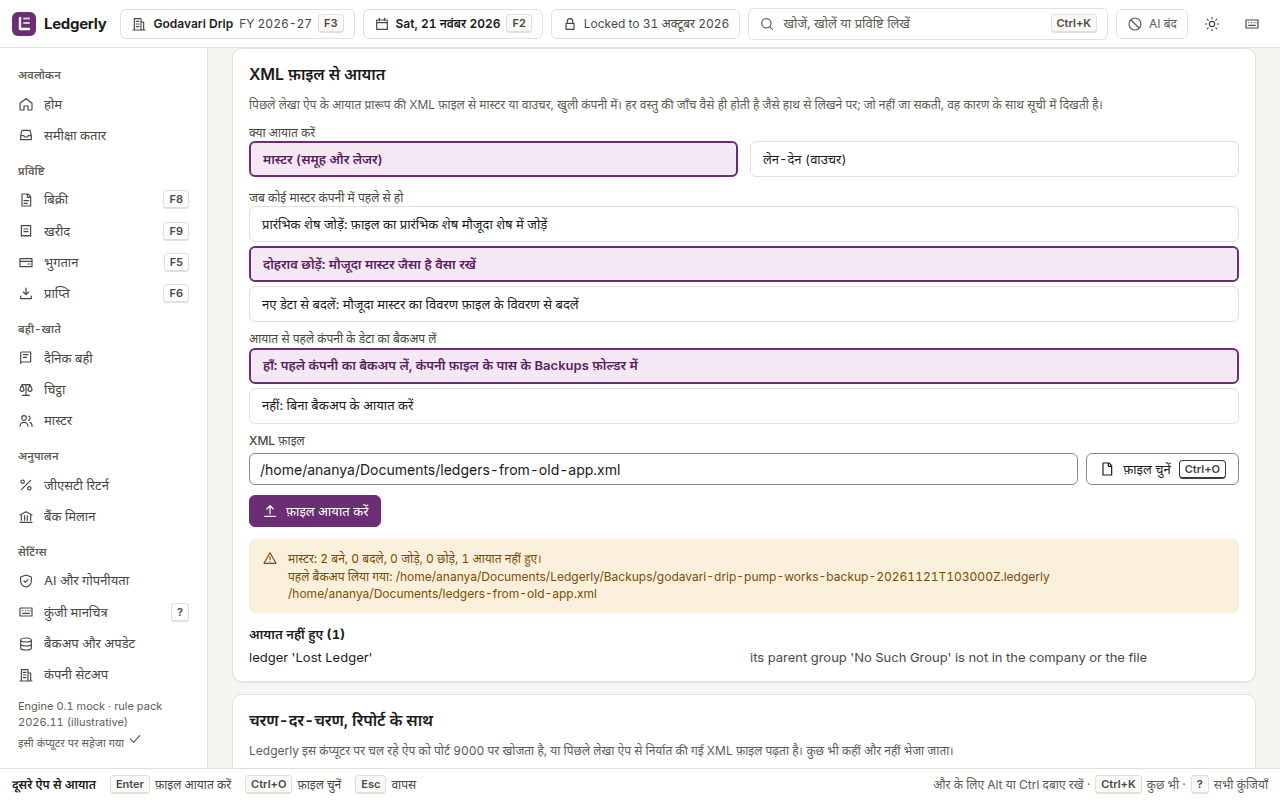 Ledgerly
Godavari Drip FY 2026-27 F3
Sat, 21 नवंबर 2026 F2
Locked to 31 अक्टूबर 2026
खोजें, खोलें या प्रविष्टि लिखें Ctrl+K
AI बंद
अवलोकन
होम
समीक्षा कतार
प्रविष्टि
बिक्री F8
खरीद F9
भुगतान F5
प्राप्ति F6
बही-खाते
दैनिक बही
चिट्ठा
मास्टर
अनुपालन
जीएसटी रिटर्न
बैंक मिलान
सेटिंग्स
AI और गोपनीयता
कुंजी मानचित्र ?
बैकअप और अपडेट
कंपनी सेटअप
Engine 0.1 mock · rule pack
2026.11 (illustrative)
इसी कंप्यूटर पर सहेजा गया
XML फ़ाइल से आयात
पिछले लेखा ऐप के आयात प्रारूप की XML फ़ाइल से मास्टर या वाउचर, खुली कंपनी में। हर वस्तु की जाँच वैसे ही होती है जैसे हाथ से लिखने पर; जो नहीं जा सकती, वह कारण के साथ सूची में दिखती है।
क्या आयात करें
मास्टर (समूह और लेजर)
लेन-देन (वाउचर)
जब कोई मास्टर कंपनी में पहले से हो
प्रारंभिक शेष जोड़ें: फ़ाइल का प्रारंभिक शेष मौजूदा शेष में जोड़ें
दोहराव छोड़ें: मौजूदा मास्टर जैसा है वैसा रखें
नए डेटा से बदलें: मौजूदा मास्टर का विवरण फ़ाइल के विवरण से बदलें
आयात से पहले कंपनी के डेटा का बैकअप लें
हाँ: पहले कंपनी का बैकअप लें, कंपनी फ़ाइल के पास के Backups फ़ोल्डर में
नहीं: बिना बैकअप के आयात करें
XML फ़ाइल
/home/ananya/Documents/ledgers-from-old-app.xml
फ़ाइल चुनें Ctrl+O
फ़ाइल आयात करें
मास्टर: 2 बने, 0 बदले, 0 जोड़े, 0 छोड़े, 1 आयात नहीं हुए।
पहले बैकअप लिया गया: /home/ananya/Documents/Ledgerly/Backups/godavari-drip-pump-works-backup-20261121T103000Z.ledgerly
/home/ananya/Documents/ledgers-from-old-app.xml
आयात नहीं हुए (1)
ledger 'Lost Ledger' its parent group 'No Such Group' is not in the company or the file
चरण-दर-चरण, रिपोर्ट के साथ
Ledgerly इस कंप्यूटर पर चल रहे ऐप को पोर्ट 9000 पर खोजता है, या पिछले लेखा ऐप से निर्यात की गई XML फ़ाइल पढ़ता है। कुछ भी कहीं और नहीं भेजा जाता।
दूसरे ऐप से आयात Enter फ़ाइल आयात करें Ctrl+O फ़ाइल चुनें Esc वापस
और के लिए Alt या Ctrl दबाए रखें · Ctrl+K कुछ भी · ? सभी कुंजियाँ